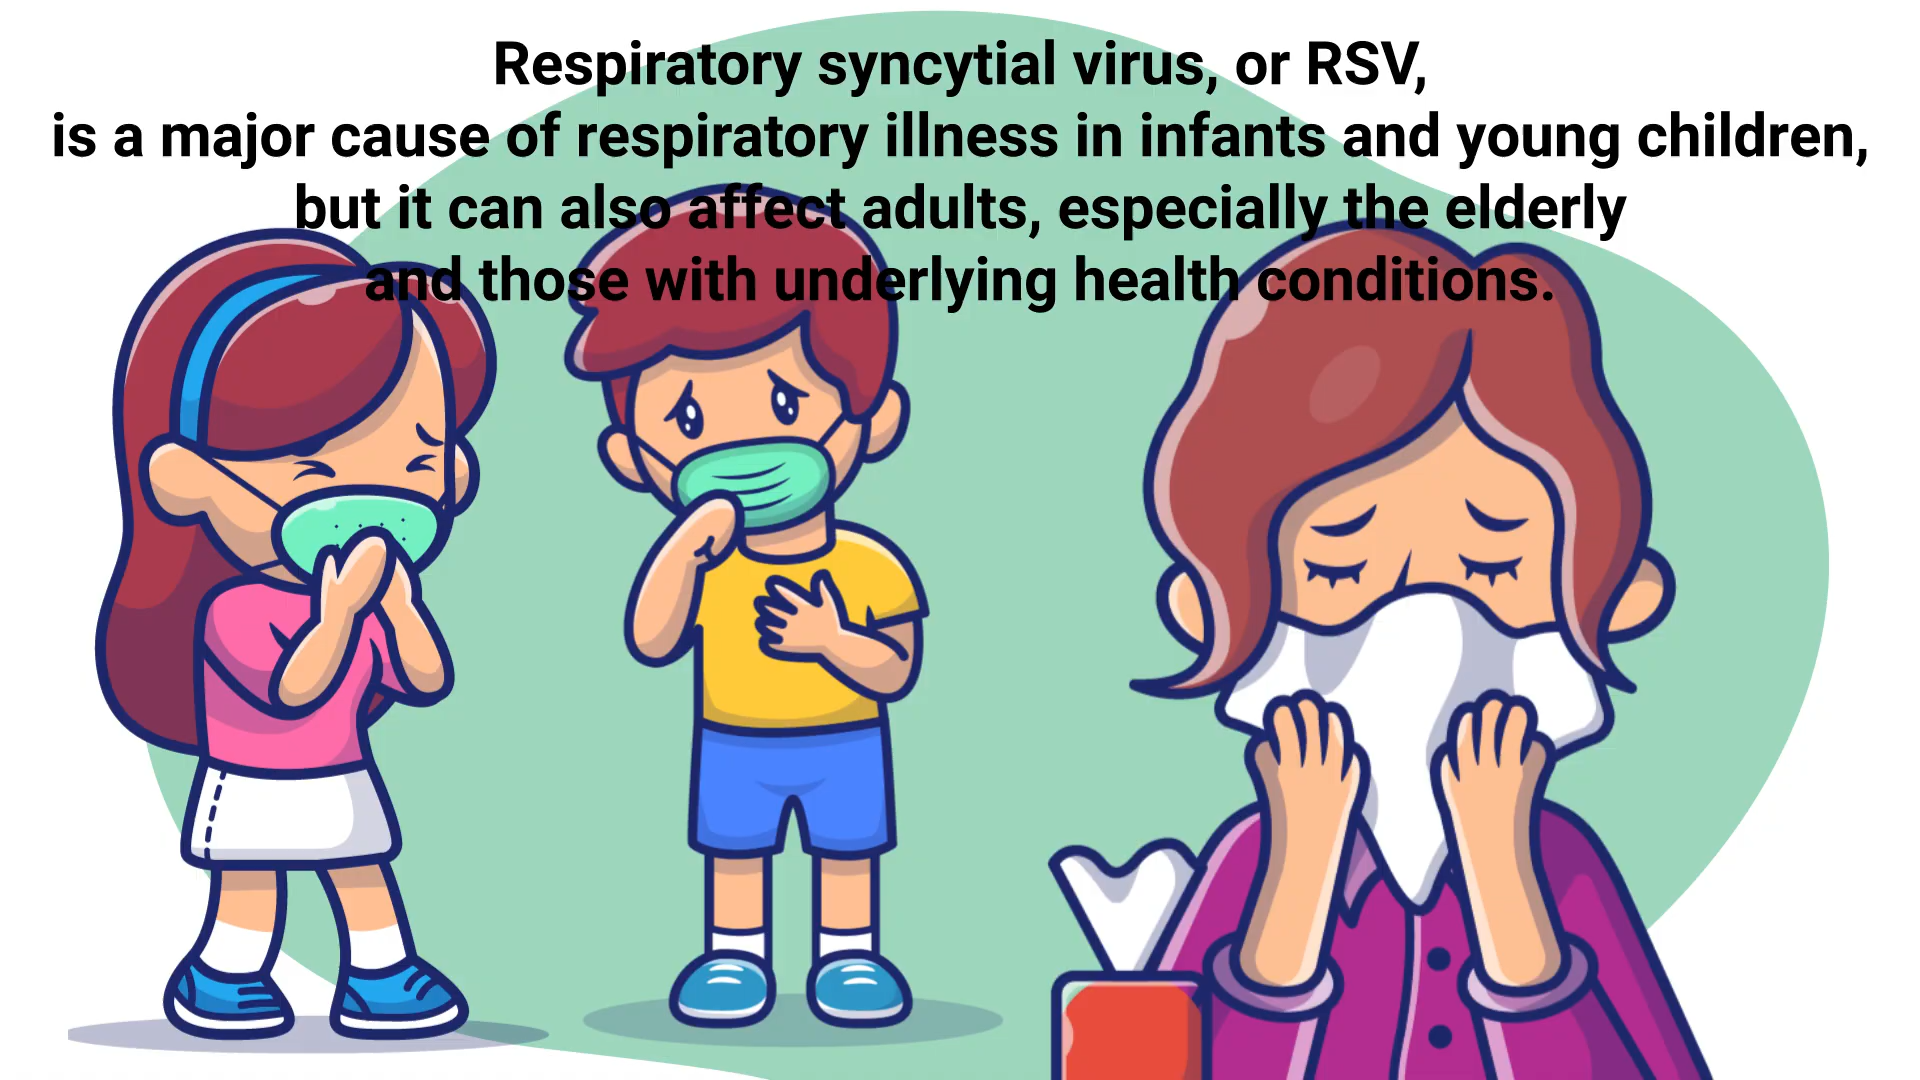 Respiratory syncytial virus, or RSV,
is a major cause of respiratory illness in infants and young children,
but it can also affect adults, especially the elderly
and those with underlying health conditions.